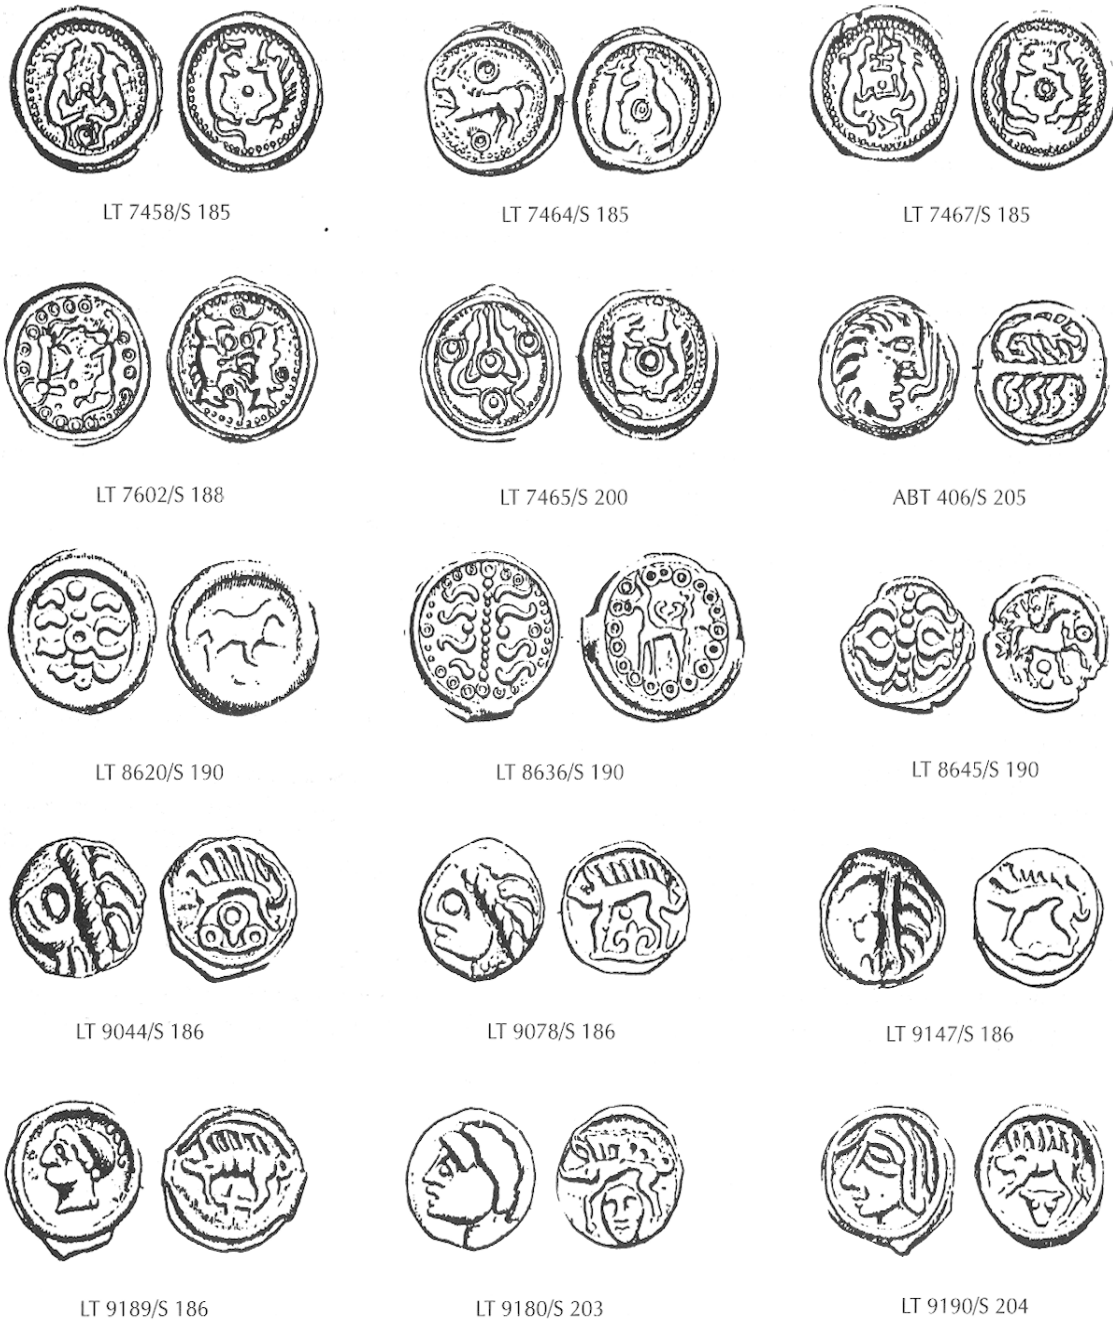 LT 7458/S 185
LT 7464/S 185
LT 7467/S 185
LT 7602/S 188
LT 7465/S 200
ABT 406/S 205
LT 8620/S 190
LT 8636/S 190
LT 8645/S 190
LT 9044/S 186
LT 9078/S 186
LT 9147/S 186
LT 9189/S 186
LT 9180/S 203
LT 9190/S 204